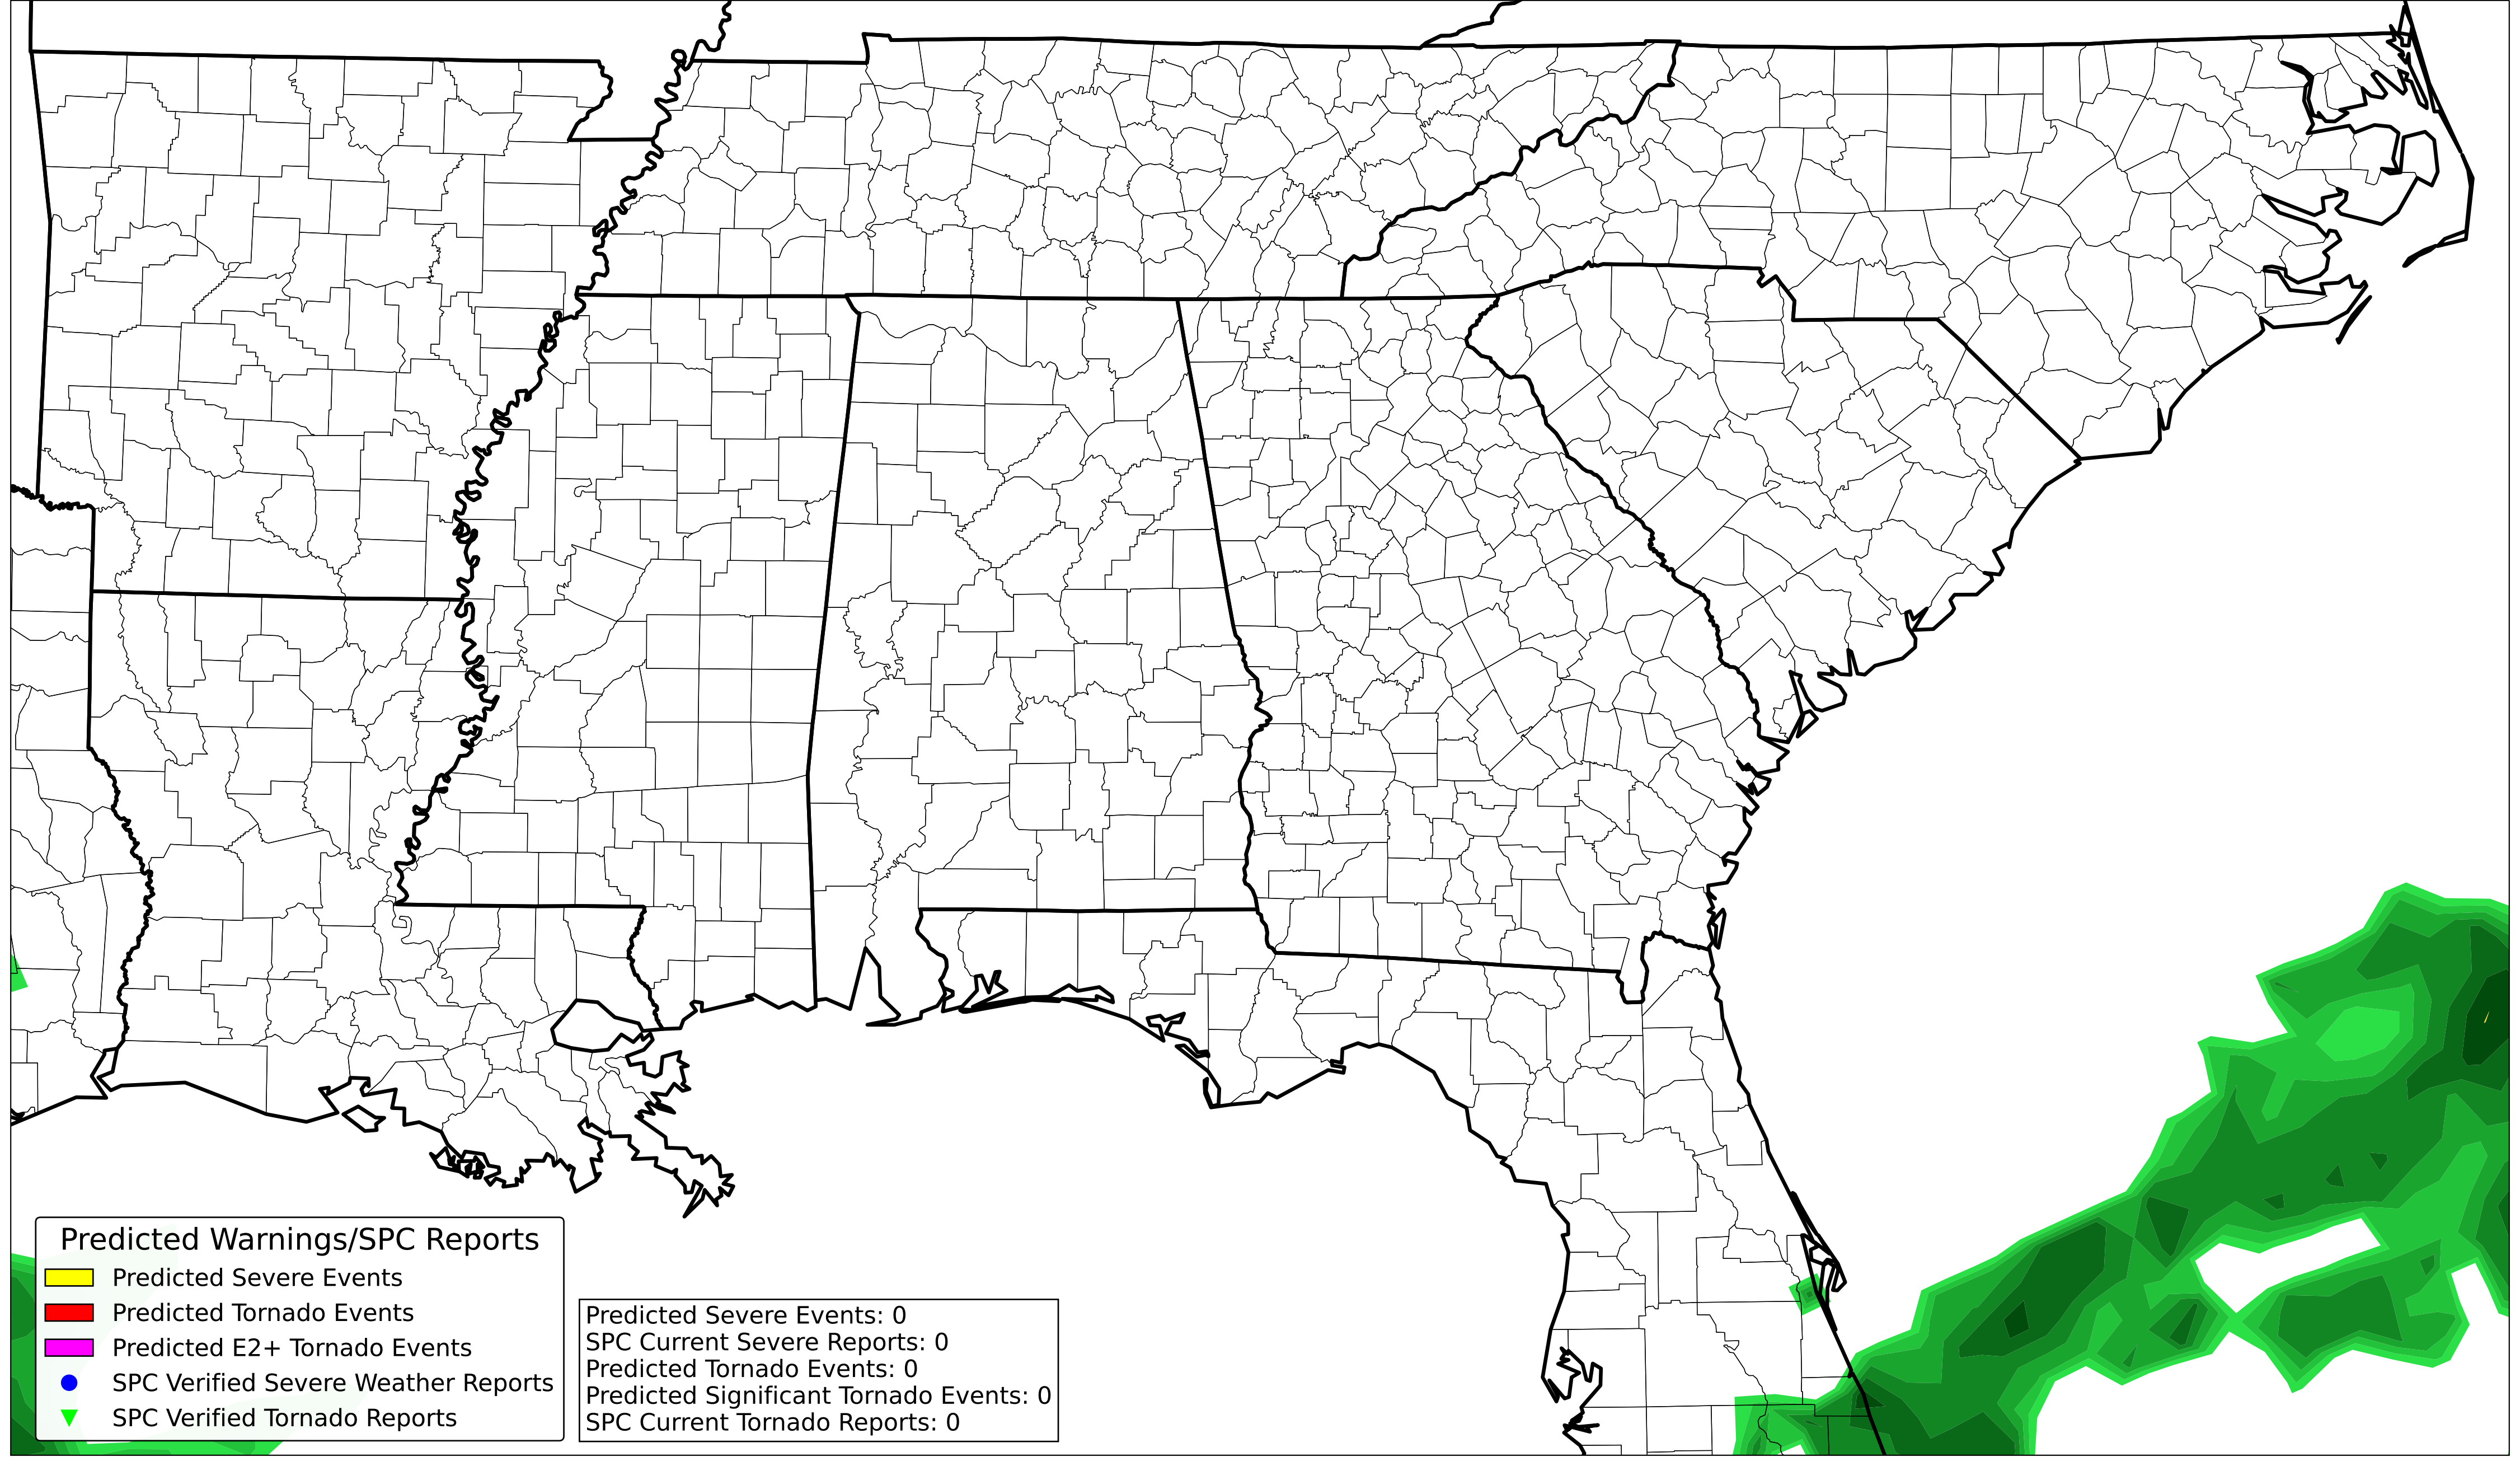 Predicted Warnings/SPC Reports
Predicted Severe Events
Predicted Tornado Events
Predicted E2+ Tornado Events
SPC Verified Severe Weather Reports
SPC Verified Tornado Reports
Predicted Severe Events: 0
SPC Current Severe Reports: 0
Predicted Tornado Events: 0
Predicted Significant Tornado Events: 0
SPC Current Tornado Reports: 0